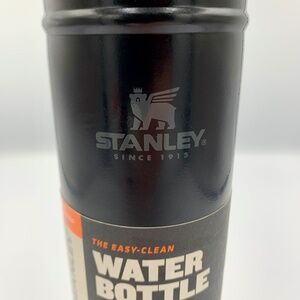 STANLEY®
SINCE 1913
THE EASY-CLEAN
WATER
BOTTLE